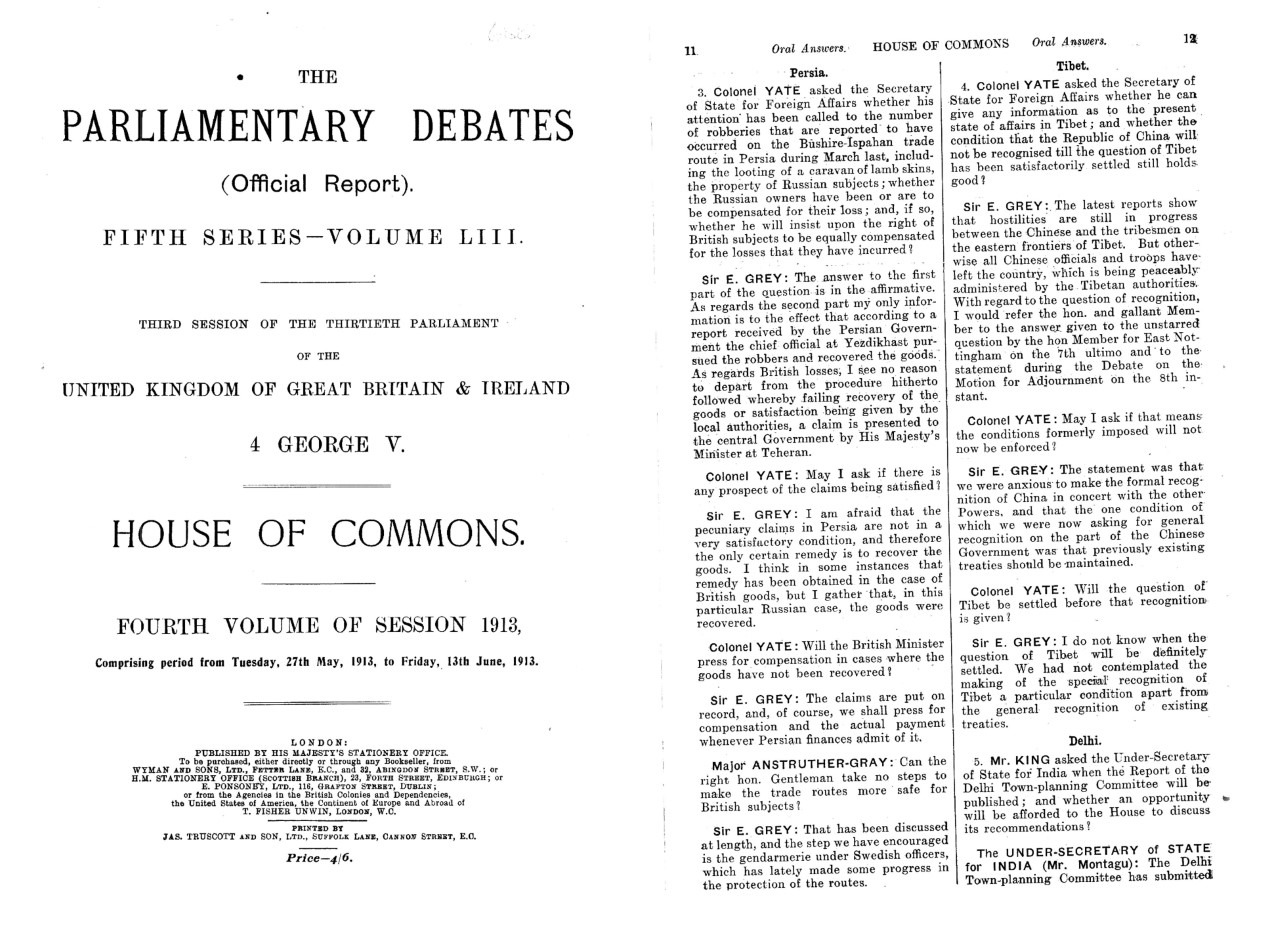 THE
PARLIAMENTARY DEBATES
(Official Report).
FIFTH SERIES—VOLUME LIII.
THIRD SESSION OF THE THIRTIETH PARLIAMENT
OF THE
UNITED KINGDOM OF GREAT BRITAIN & IRELAND
4 GEORGE V.
HOUSE OF COMMONS.
FOURTH VOLUME OF SESSION 1913,
Comprising period from Tuesday, 27th May, 1913, to Friday, 13th June, 1913.
LONDON:
PUBLISHED BY HIS MAJESTY'S STATIONERY OFFICE.
To be purchased, either directly or through any Bookseller, from
WYMAN AND SONS, LTD., FETTER LANE, E.C., and 32, ABINGDON STREET, S.W.; or
H.M. STATIONERY OFFICE (SCOTTISH BRANCH), 23, FORTH STREET, EDINBURGH; or
E. PONSONBY, LTD., 116, GRAFTON STREET, DUBLIN;
or from the Agencies in the British Colonies and Dependencies,
the United States of America, the Continent of Europe and Abroad of
T. FISHER UNWIN, LONDON, W.C.
PRINTED BY
JAS. TRUSCOTT AND SON, LTD., SUFFOLK LANE, CANNON STREET, E.C.
Price—4/6.
11 Oral Answers. HOUSE OF COMMONS Oral Answers. 12
Persia.
3. Colonel YATE asked the Secretary
of State for Foreign Affairs whether his
attention has been called to the number
of robberies that are reported to have
occurred on the Bushire-Ispahan trade
route in Persia during March last, includ-
ing the looting of a caravan of lamb skins,
the property of Russian subjects; whether
the Russian owners have been or are to
be compensated for their loss; and, if so,
whether he will insist upon the right of
British subjects to be equally compensated
for the losses that they have incurred?
Sir E. GREY: The answer to the first
part of the question is in the affirmative.
As regards the second part my only infor-
mation is to the effect that according to a
report received by the Persian Govern-
ment the chief official at Yezdikhast pur-
sued the robbers and recovered the goods.
As regards British losses, I see no reason
to depart from the procedure hitherto
followed whereby failing recovery of the
goods or satisfaction being given by the
local authorities, a claim is presented to
the central Government by His Majesty's
Minister at Teheran.
Colonel YATE: May I ask if there is
any prospect of the claims being satisfied?
Sir E. GREY: I am afraid that the
pecuniary claims in Persia are not in a
very satisfactory condition, and therefore
the only certain remedy is to recover the
goods. I think in some instances that
remedy has been obtained in the case of
British goods, but I gather that, in this
particular Russian case, the goods were
recovered.
Colonel YATE: Will the British Minister
press for compensation in cases where the
goods have not been recovered?
Sir E. GREY: The claims are put on
record, and, of course, we shall press for
compensation and the actual payment
whenever Persian finances admit of it.
Major ANSTRUTHER-GRAY: Can the
right hon. Gentleman take no steps to
make the trade routes more safe for
British subjects?
Sir E. GREY: That has been discussed
at length, and the step we have encouraged
is the gendarmerie under Swedish officers,
which has lately made some progress in
the protection of the routes.
Tibet.
4. Colonel YATE asked the Secretary of
State for Foreign Affairs whether he can
give any information as to the present
state of affairs in Tibet; and whether the
condition that the Republic of China will
not be recognised till the question of Tibet
has been satisfactorily settled still holds
good?
Sir E. GREY: The latest reports show
that hostilities are still in progress
between the Chinese and the tribesmen on
the eastern frontiers of Tibet. But other-
wise all Chinese officials and troops have
left the country, which is being peaceably
administered by the Tibetan authorities.
With regard to the question of recognition,
I would refer the hon. and gallant Mem-
ber to the answer given to the unstarred
question by the hon Member for East Not-
tingham on the 7th ultimo and to the
statement during the Debate on the
Motion for Adjournment on the 8th in-
stant.
Colonel YATE: May I ask if that means
the conditions formerly imposed will not
now be enforced?
Sir E. GREY: The statement was that
we were anxious to make the formal recog-
nition of China in concert with the other
Powers, and that the one condition of
which we were now asking for general
recognition on the part of the Chinese
Government was that previously existing
treaties should be maintained.
Colonel YATE: Will the question of
Tibet be settled before that recognition
is given?
Sir E. GREY: I do not know when the
question of Tibet will be definitely
settled. We had not contemplated the
making of the special recognition of
Tibet a particular condition apart from
the general recognition of existing
treaties.
Delhi.
5. Mr. KING asked the Under-Secretary
of State for India when the Report of the
Delhi Town-planning Committee will be
published; and whether an opportunity
will be afforded to the House to discuss
its recommendations?
The UNDER-SECRETARY of STATE
for INDIA (Mr. Montagu): The Delhi
Town-planning Committee has submitted